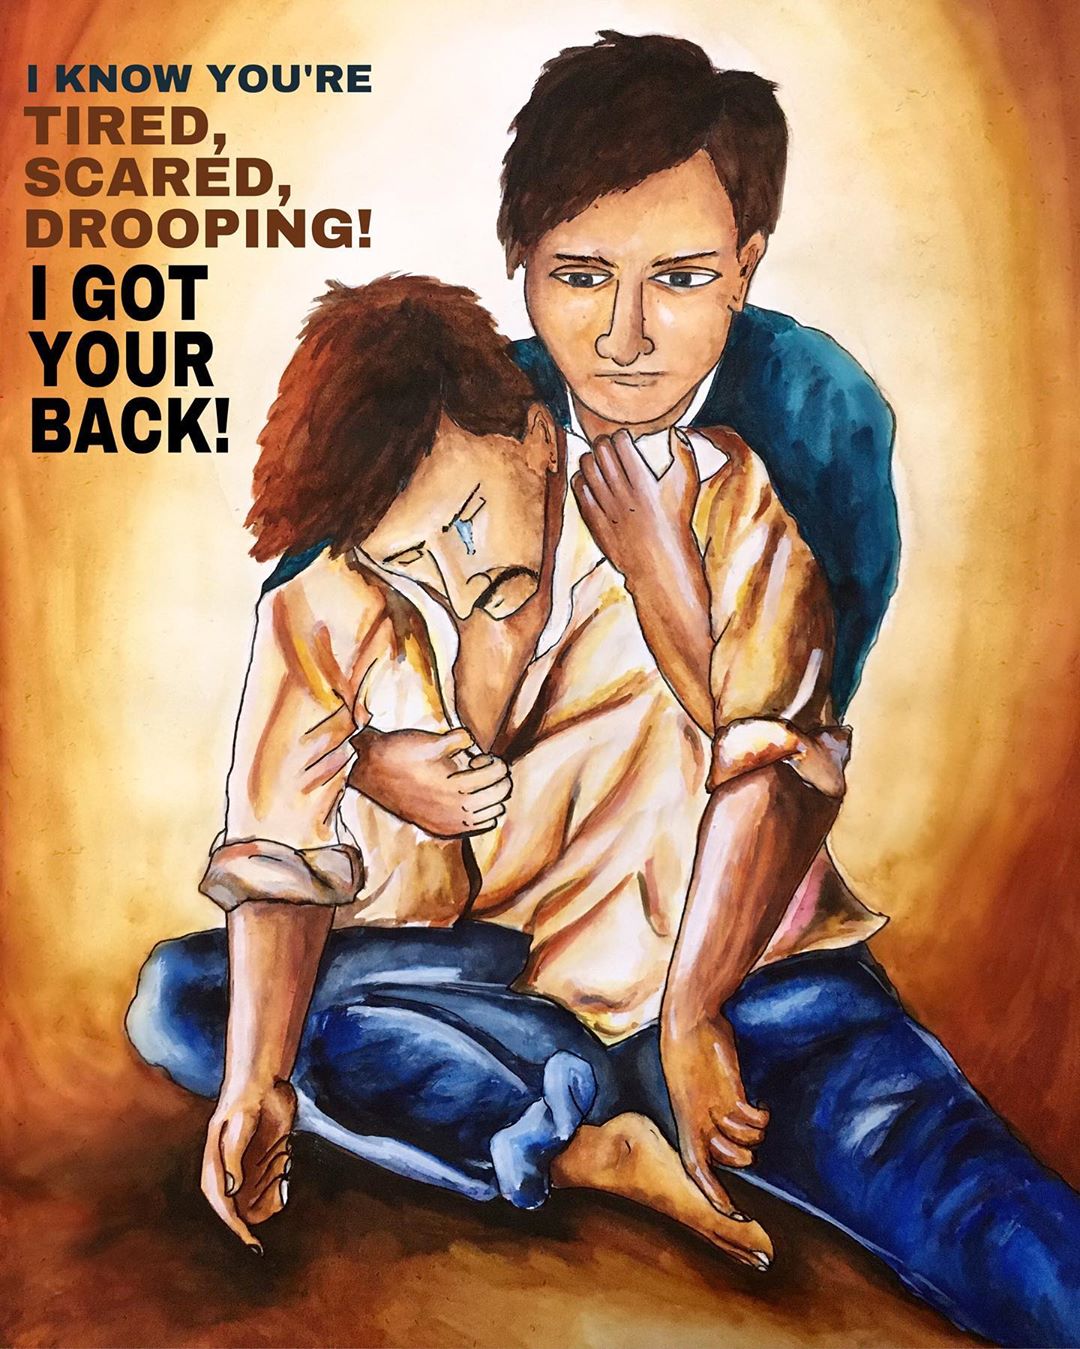 I KNOW YOU'RE
TIRED,
SCARED,
DROOPING!
I GOT
YOUR
BACK!